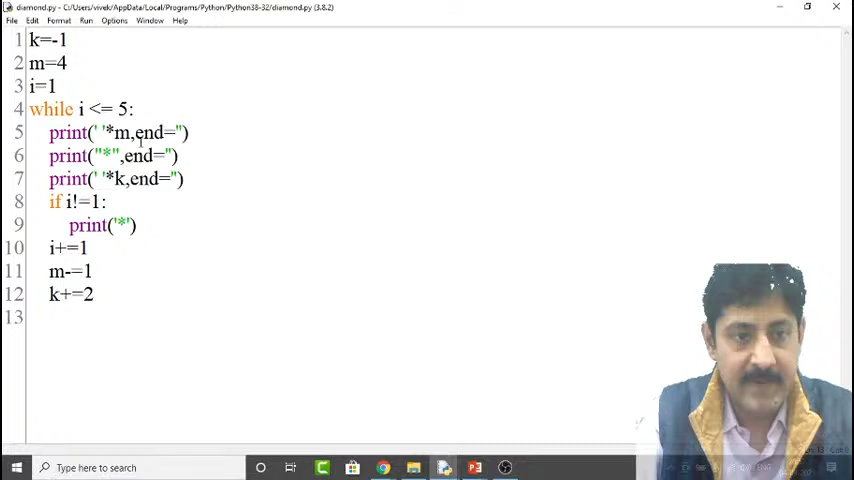 diamond.py - C:/Users/vivek/AppData/Local/Programs/Python/Python38-32/diamond.py (3.8.2)
File Edit Format Run Options Window Help
1 k=-1
2 m=4
3 i=1
4 while i <= 5:
5 print(' '*m,end='')
6 print("*",end='')
7 print(' '*k,end='')
8 if i!=1:
9 print('*')
10 i+=1
11 m-=1
12 k+=2
13
Type here to search
ENG